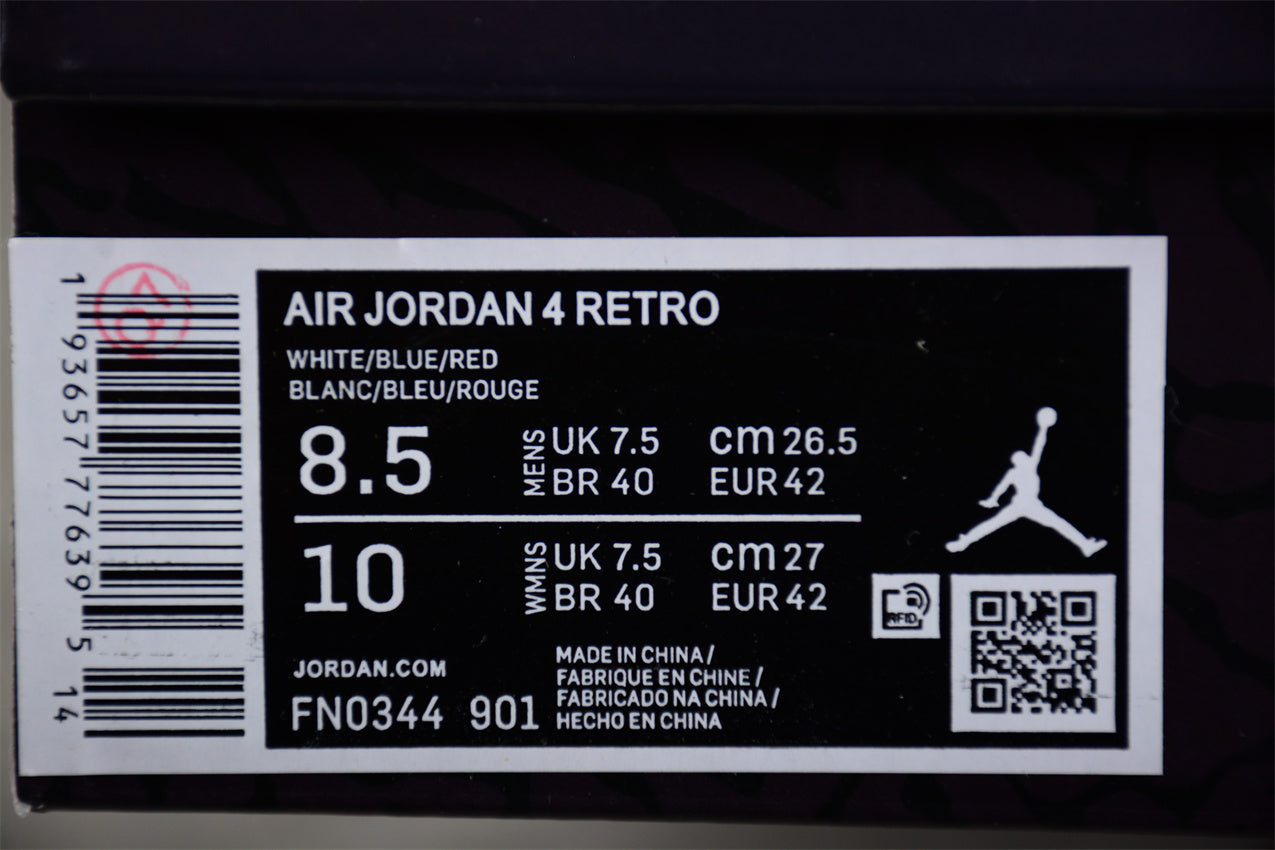 AIR JORDAN 4 RETRO
WHITE/BLUE/RED
BLANC/BLEU/ROUGE
8.5
MENS
UK 7.5 cm 26.5
BR 40 EUR 42
10
WMNS
UK 7.5 cm 27
BR 40 EUR 42
JORDAN.COM
FN0344 901
MADE IN CHINA/
FABRIQUE EN CHINE/
FABRICADO NA CHINA/
HECHO EN CHINA
RFID
1 93657 77639 5 14